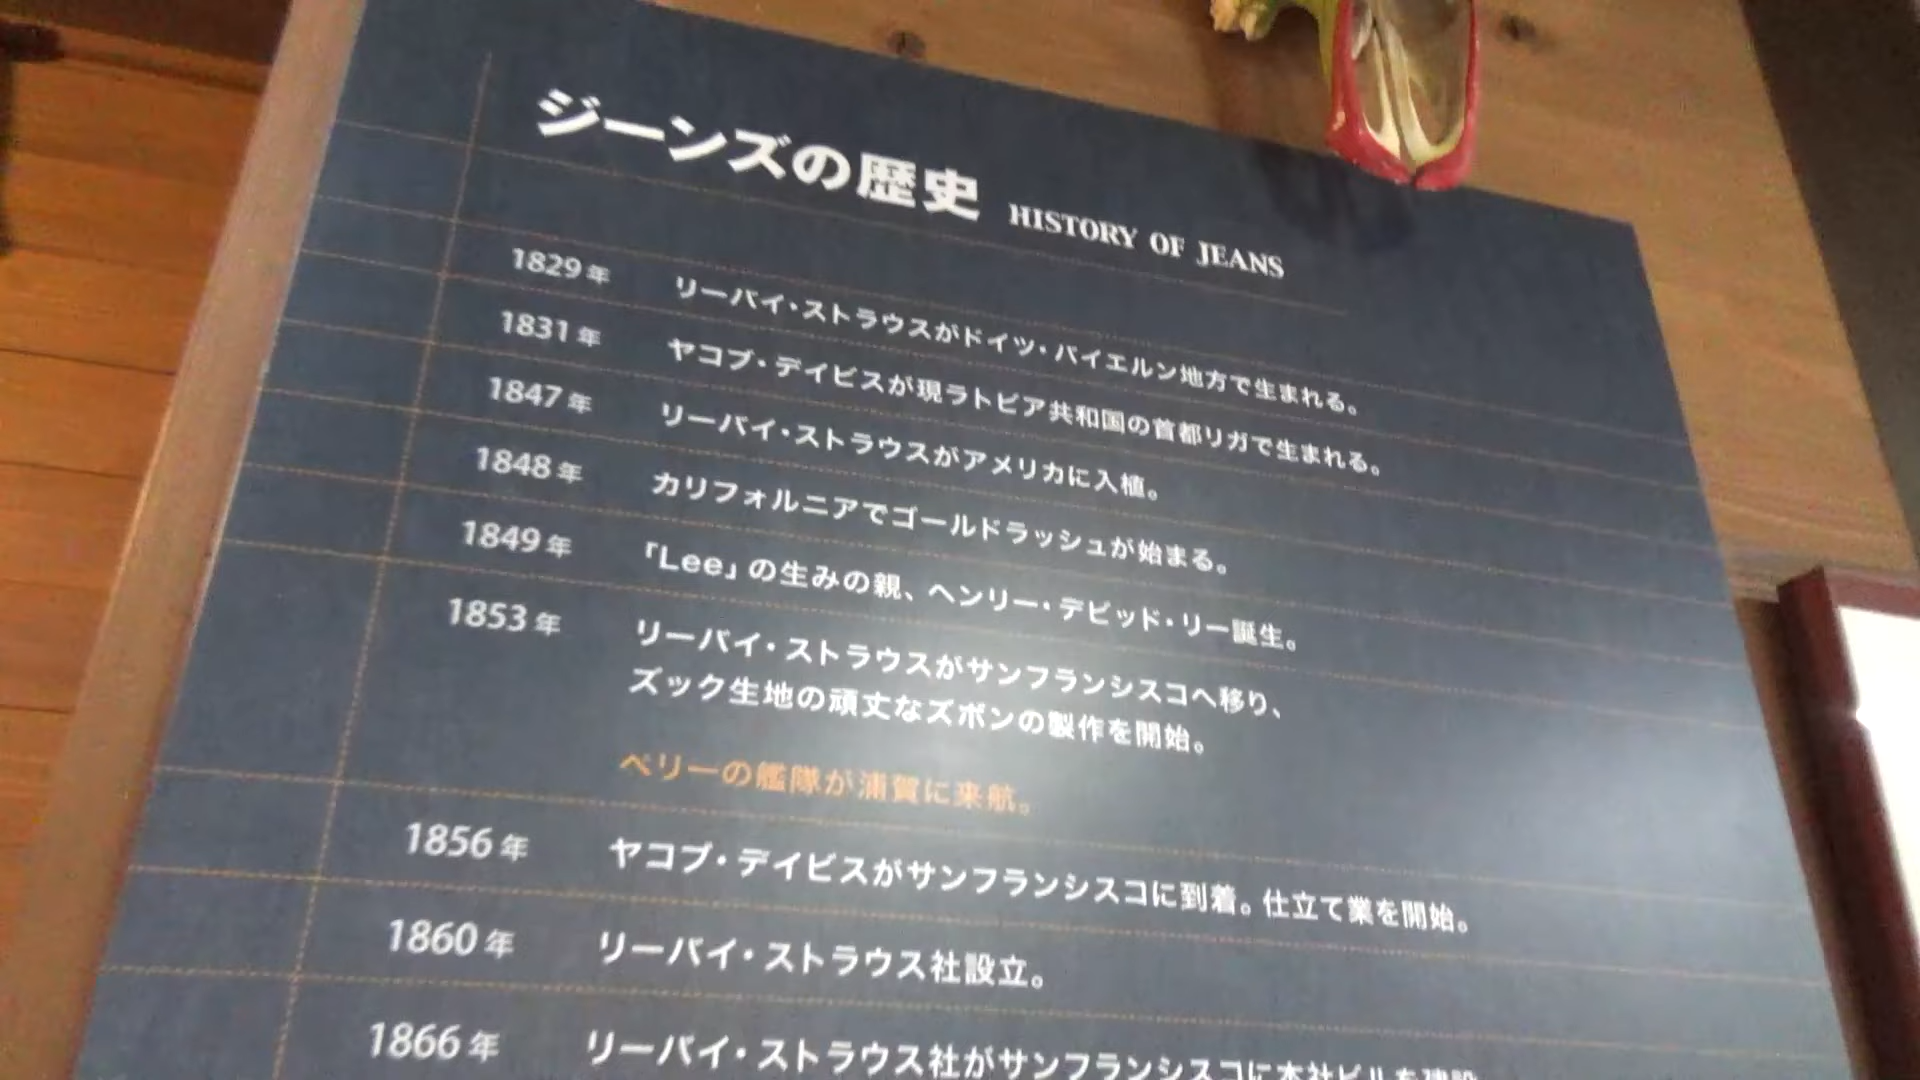 ジーンズの歴史 HISTORY OF JEANS
1829年 リーバイ・ストラウスがドイツ・バイエルン地方で生まれる。
1831年 ヤコブ・デイビスが現ラトビア共和国の首都リガで生まれる。
1847年 リーバイ・ストラウスがアメリカに入植。
1848年 カリフォルニアでゴールドラッシュが始まる。
1849年 「Lee」の生みの親、ヘンリー・デビッド・リー誕生。
1853年 リーバイ・ストラウスがサンフランシスコへ移り、
ズック生地の頑丈なズボンの製作を開始。
ペリーの艦隊が浦賀に来航。
1856年 ヤコブ・デイビスがサンフランシスコに到着。仕立て業を開始。
1860年 リーバイ・ストラウス社設立。
1866年 リーバイ・ストラウス社がサンフランシスコに本社ビルを建設